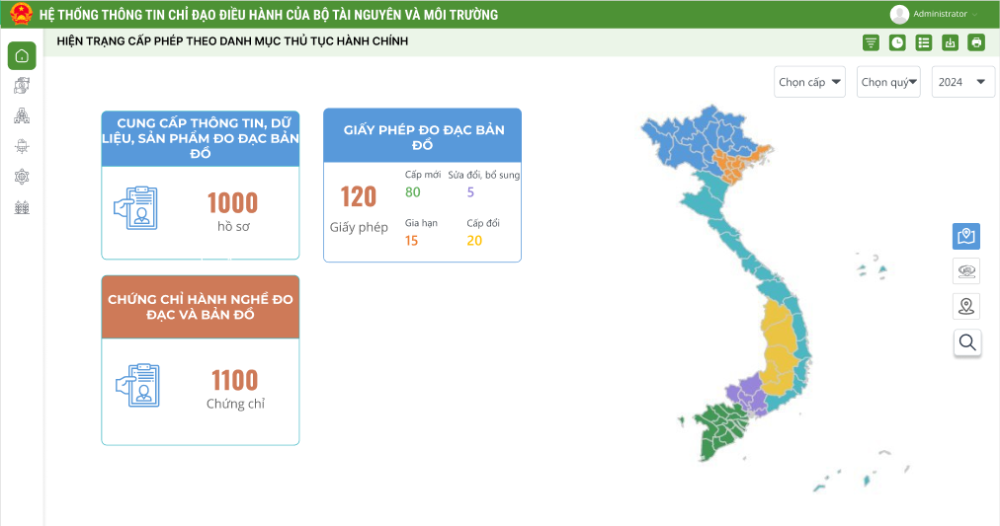 HỆ THỐNG THÔNG TIN CHỈ ĐẠO ĐIỀU HÀNH CỦA BỘ TÀI NGUYÊN VÀ MÔI TRƯỜNG
Administrator
HIỆN TRẠNG CẤP PHÉP THEO DANH MỤC THỦ TỤC HÀNH CHÍNH
Chọn cấp
Chọn quý
2024
CUNG CẤP THÔNG TIN, DỮ
LIỆU, SẢN PHẨM ĐO ĐẠC BẢN
ĐỒ
1000
hồ sơ
GIẤY PHÉP ĐO ĐẠC BẢN
ĐỒ
120
Giấy phép
Cấp mới
80
Sửa đổi, bổ sung
5
Gia hạn
15
Cấp đổi
20
CHỨNG CHỈ HÀNH NGHỀ ĐO
ĐẠC VÀ BẢN ĐỒ
1100
Chứng chỉ